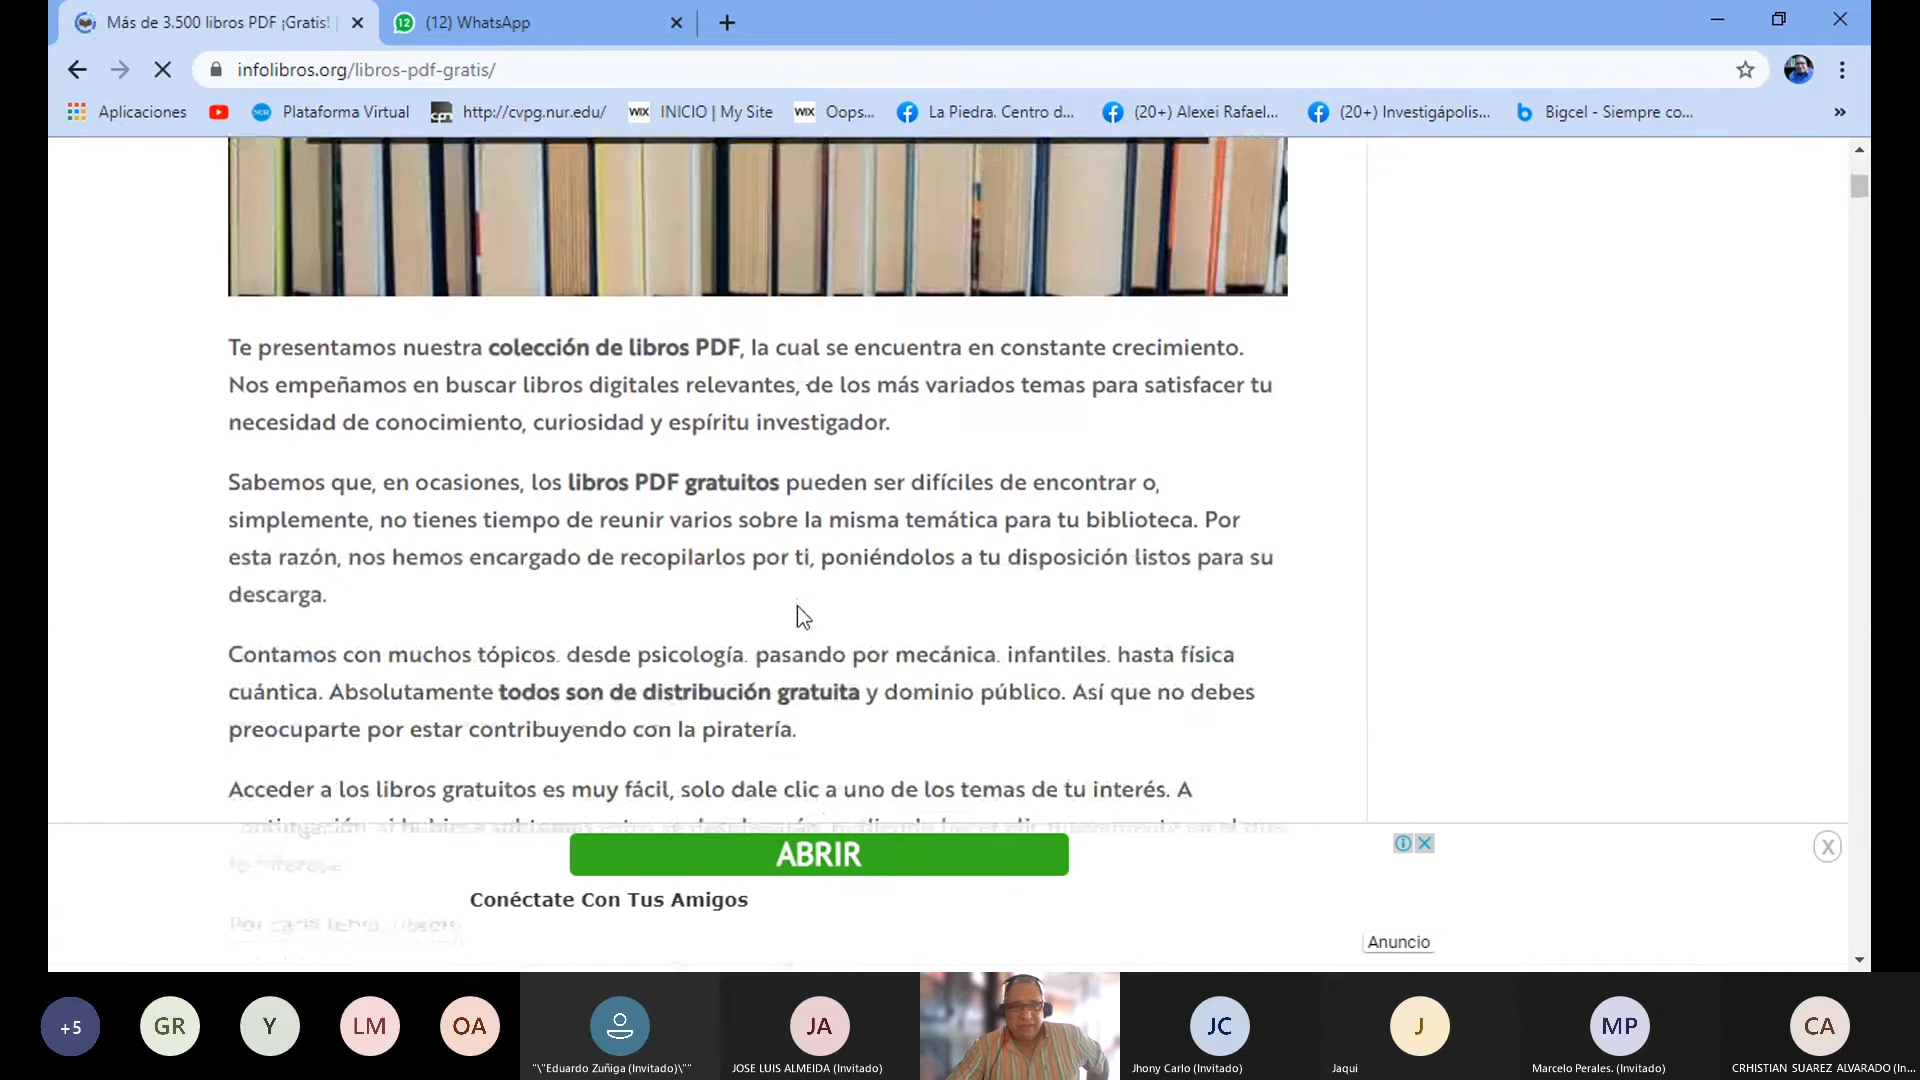 Más de 3.500 libros PDF ¡Gratis! |
12
(12) WhatsApp
infolibros.org/libros-pdf-gratis/
Aplicaciones
NUR
Plataforma Virtual
http://cvpg.nur.edu/
WIX
INICIO | My Site
WIX
Oops...
La Piedra. Centro d...
(20+) Alexei Rafael...
(20+) Investigápolis...
Bigcel - Siempre co...
Te presentamos nuestra colección de libros PDF, la cual se encuentra en constante crecimiento.
Nos empeñamos en buscar libros digitales relevantes, de los más variados temas para satisfacer tu
necesidad de conocimiento, curiosidad y espíritu investigador.
Sabemos que, en ocasiones, los libros PDF gratuitos pueden ser difíciles de encontrar o,
simplemente, no tienes tiempo de reunir varios sobre la misma temática para tu biblioteca. Por
esta razón, nos hemos encargado de recopilarlos por ti, poniéndolos a tu disposición listos para su
descarga.
Contamos con muchos tópicos, desde psicología, pasando por mecánica, infantiles, hasta física
cuántica. Absolutamente todos son de distribución gratuita y dominio público. Así que no debes
preocuparte por estar contribuyendo con la piratería.
Acceder a los libros gratuitos es muy fácil, solo dale clic a uno de los temas de tu interés. A
ABRIR
Conéctate Con Tus Amigos
X
Anuncio
+5
GR
Y
LM
OA
JA
JC
J
MP
CA
"\"Eduardo Zuñiga (Invitado)\""
JOSE LUIS ALMEIDA (Invitado)
Jhony Carlo (Invitado)
Jaqui
Marcelo Perales. (Invitado)
CRHISTIAN SUAREZ ALVARADO (In...